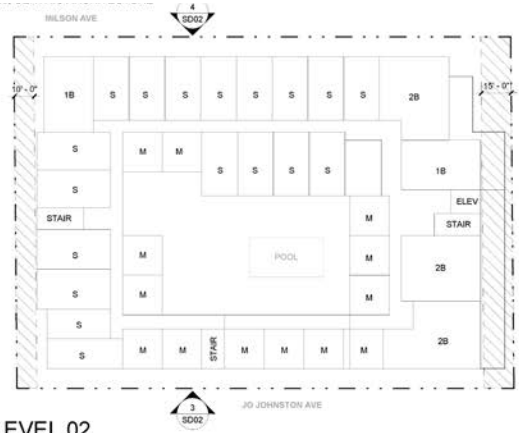 4
SD02
WILSON AVE
10' - 0"
1B S S S S S S S 2B
15' - 0"
S M M
S S S S 1B
S
ELEV
STAIR M STAIR
S M M
POOL
2B
S M M
S
S M M STAIR M M M M 2B
3
SD02
JO JOHNSTON AVE
EVEL 02